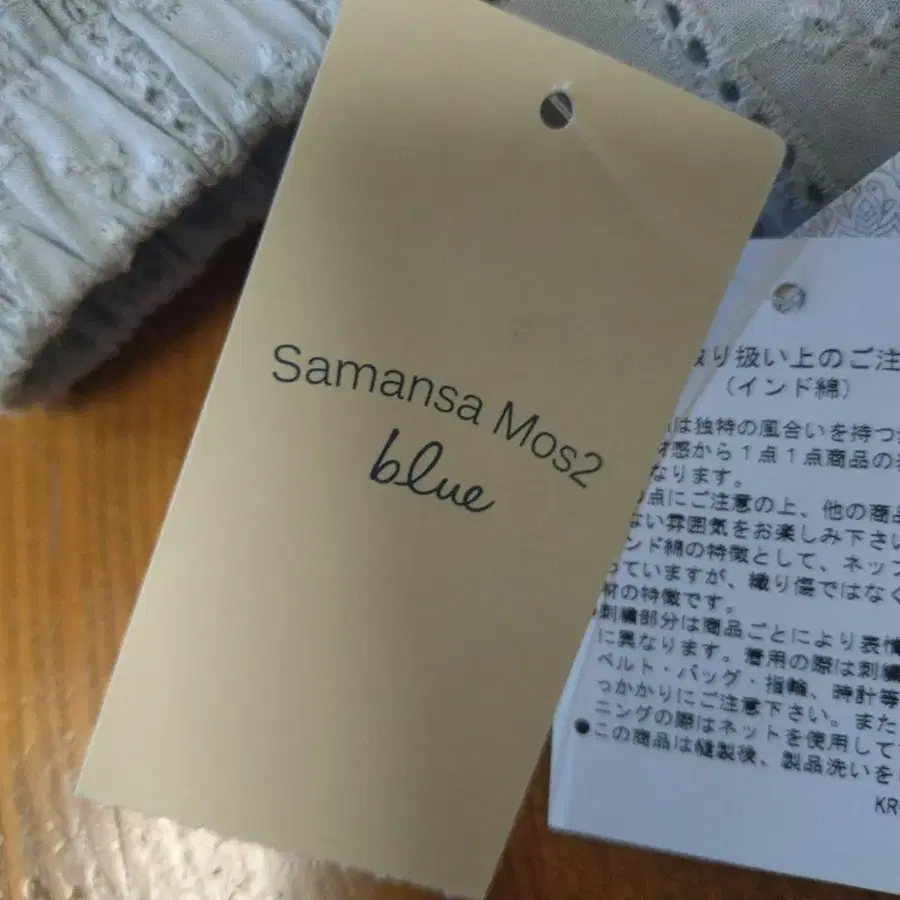 Samansa Mos2
blue
り扱い上のご注
（インド綿）
は独特の風合いを持つ
感から１点１点商品の
なります。
点にご注意の上、他の商品
ない雰囲気をお楽しみ下さい
ンド綿の特徴として、ネップ
っていますが、織り傷ではなく
材の特徴です。
刺繍部分は商品ごとにより表情
に異なります。着用の際は刺繍
ベルト・バッグ・指輪、時計等
っかかりにご注意下さい。また
ニングの際はネットを使用して
●この商品は縫製後、製品洗いを
KR